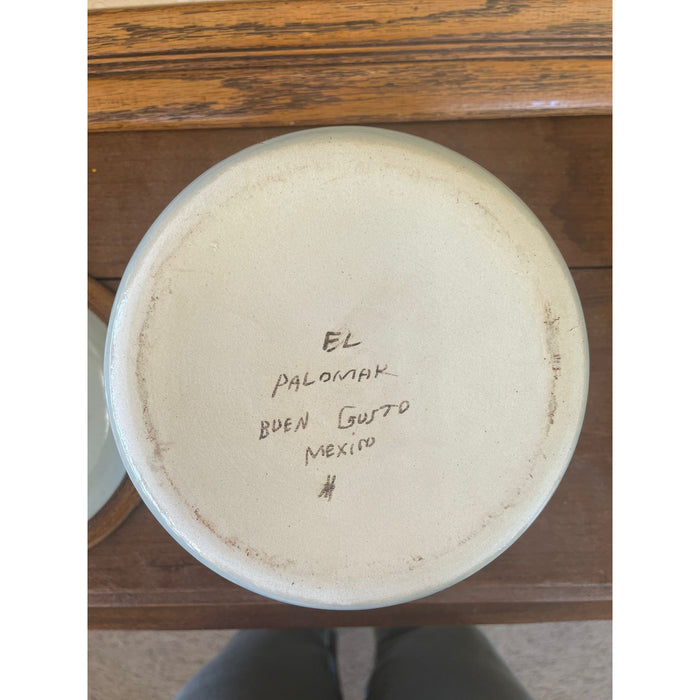 EL
PALOMAR
BUEN GUSTO
MEXICO
#